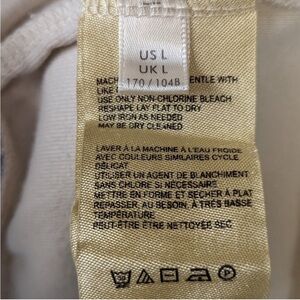 US L
UK L
170 / 104B
MACH
ENTLE WITH
LIKE
USE ONLY NON-CHLORINE BLEACH
RESHAPE LAY FLAT TO DRY
LOW IRON AS NEEDED
MAY BE DRY CLEANED
LAVER À LA MACHINE À L'EAU FROIDE
AVEC COULEURS SIMILAIRES CYCLE
DÉLICAT
UTILISER UN AGENT DE BLANCHIMENT
SANS CHLORE SI NÉCESSAIRE
METTRE EN FORME ET SÉCHER À PLAT
REPASSER, AU BESOIN, À TRÈS BASSE
TEMPÉRATURE
PEUT-ÊTRE ÊTRE NETTOYÉE SEC